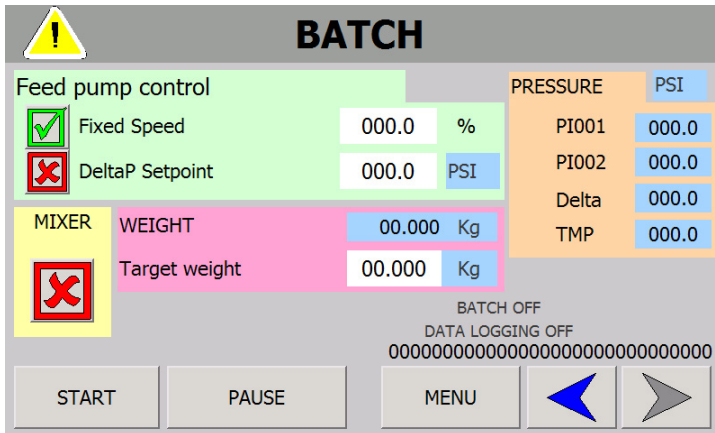 ! BATCH
Feed pump control
Fixed Speed 000.0 %
DeltaP Setpoint 000.0 PSI
PRESSURE PSI
PI001 000.0
PI002 000.0
Delta 000.0
TMP 000.0
MIXER
WEIGHT 00.000 Kg
Target weight 00.000 Kg
BATCH OFF
DATA LOGGING OFF
00000000000000000000000000000000
START PAUSE MENU